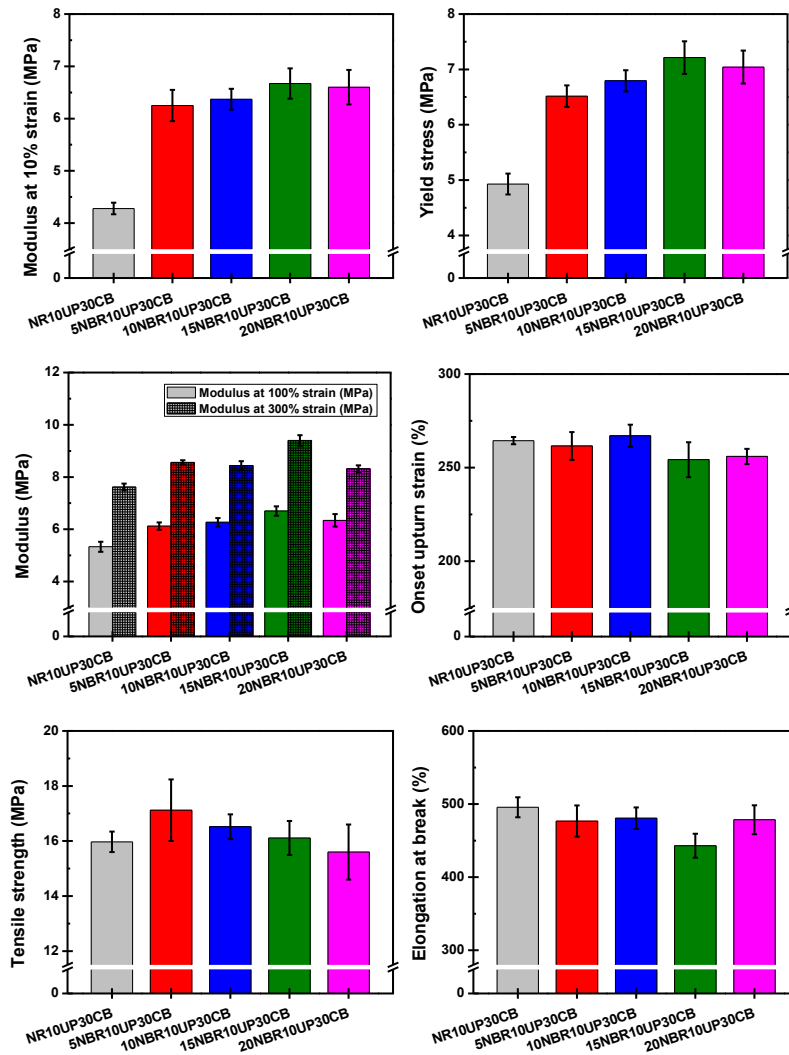 8
7
6
5
4
0
Modulus at 10% strain (MPa)
NR10UP30CB
5NBR10UP30CB
10NBR10UP30CB
15NBR10UP30CB
20NBR10UP30CB
8
7
6
5
4
0
Yield stress (MPa)
NR10UP30CB
5NBR10UP30CB
10NBR10UP30CB
15NBR10UP30CB
20NBR10UP30CB
12
10
8
6
4
0
Modulus (MPa)
Modulus at 100% strain (MPa)
Modulus at 300% strain (MPa)
NR10UP30CB
5NBR10UP30CB
10NBR10UP30CB
15NBR10UP30CB
20NBR10UP30CB
300
250
200
0
Onset upturn strain (%)
NR10UP30CB
5NBR10UP30CB
10NBR10UP30CB
15NBR10UP30CB
20NBR10UP30CB
20
18
16
14
12
0
Tensile strength (MPa)
NR10UP30CB
5NBR10UP30CB
10NBR10UP30CB
15NBR10UP30CB
20NBR10UP30CB
600
500
400
300
0
Elongation at break (%)
NR10UP30CB
5NBR10UP30CB
10NBR10UP30CB
15NBR10UP30CB
20NBR10UP30CB